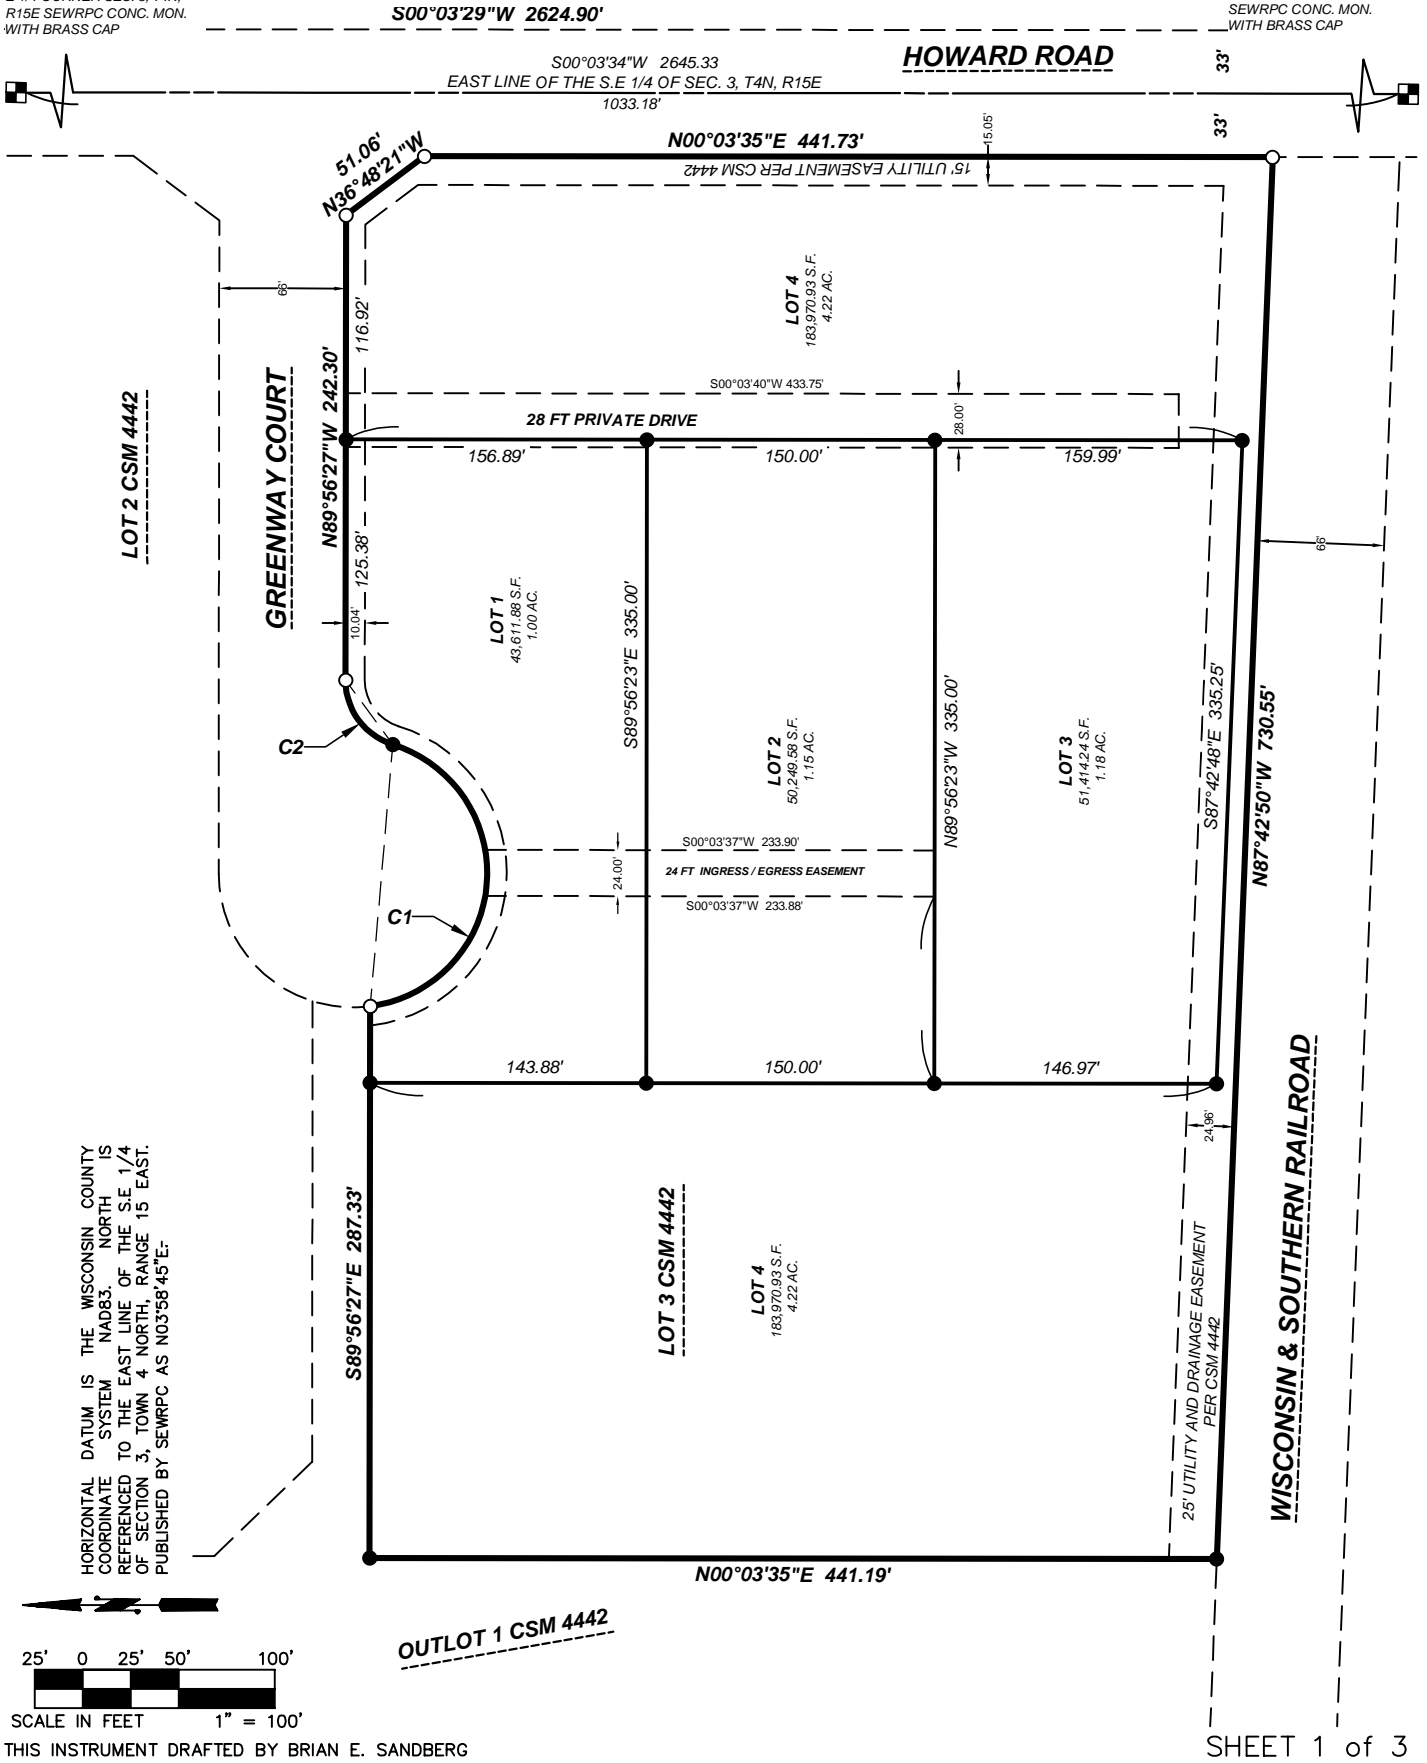 R15E SEWRPC CONC. MON.
WITH BRASS CAP
S00°03'29"W 2624.90'
SEWRPC CONC. MON.
WITH BRASS CAP
HOWARD ROAD
33'
S00°03'34"W 2645.33
EAST LINE OF THE S.E 1/4 OF SEC. 3, T4N, R15E
1033.18'
33'
51.06'
N36°48'21"W
N00°03'35"E 441.73'
15.05'
15' UTILITY EASEMENT PER CSM 4442
66'
116.92'
LOT 4
183,970.93 S.F.
4.22 AC.
N89°56'27"W 242.30'
S00°03'40"W 433.75'
28.00'
28 FT PRIVATE DRIVE
156.89'
150.00'
159.99'
LOT 2 CSM 4442
GREENWAY COURT
125.38'
10.04'
LOT 1
43,611.88 S.F.
1.00 AC.
S89°56'23"E 335.00'
66'
C2
LOT 2
50,249.58 S.F.
1.15 AC.
N89°56'23"W 335.00'
LOT 3
51,414.24 S.F.
1.18 AC.
S87°42'48"E 335.25'
N87°42'50"W 730.55'
S00°03'37"W 233.90'
24.00'
24 FT INGRESS / EGRESS EASEMENT
S00°03'37"W 233.88'
C1
143.88'
150.00'
146.97'
24.96'
HORIZONTAL DATUM IS THE WISCONSIN COUNTY
COORDINATE SYSTEM NAD83. NORTH IS
REFERENCED TO THE EAST LINE OF THE S.E 1/4
OF SECTION 3, TOWN 4 NORTH, RANGE 15 EAST.
PUBLISHED BY SEWRPC AS N03°58'45"E.
S89°56'27"E 287.33'
LOT 3 CSM 4442
LOT 4
183,970.93 S.F.
4.22 AC.
25' UTILITY AND DRAINAGE EASEMENT
PER CSM 4442
WISCONSIN & SOUTHERN RAILROAD
N00°03'35"E 441.19'
OUTLOT 1 CSM 4442
25' 0 25' 50' 100'
SCALE IN FEET 1" = 100'
THIS INSTRUMENT DRAFTED BY BRIAN E. SANDBERG
SHEET 1 of 3